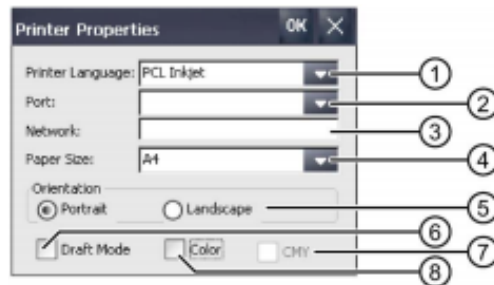 Printer Properties OK ×
Printer Language: PCL Inkjet ①
Port: ②
Network: ③
Paper Size: A4 ④
Orientation
Portrait Landscape ⑤
⑥
Draft Mode Color CMY ⑦
⑧